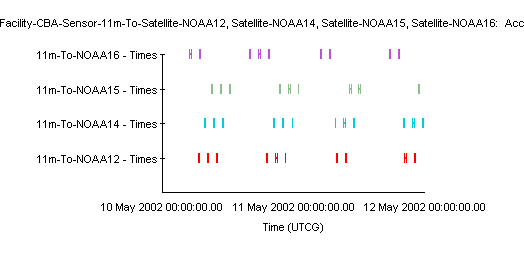 Facility-CBA-Sensor-11m-To-Satellite-NOAA12, Satellite-NOAA14, Satellite-NOAA15, Satellite-NOAA16:  Acc
11m-To-NOAA16 - Times
11m-To-NOAA15 - Times
11m-To-NOAA14 - Times
11m-To-NOAA12 - Times
10 May 2002 00:00:00.00 11 May 2002 00:00:00.00 12 May 2002 00:00:00.00
Time (UTCG)